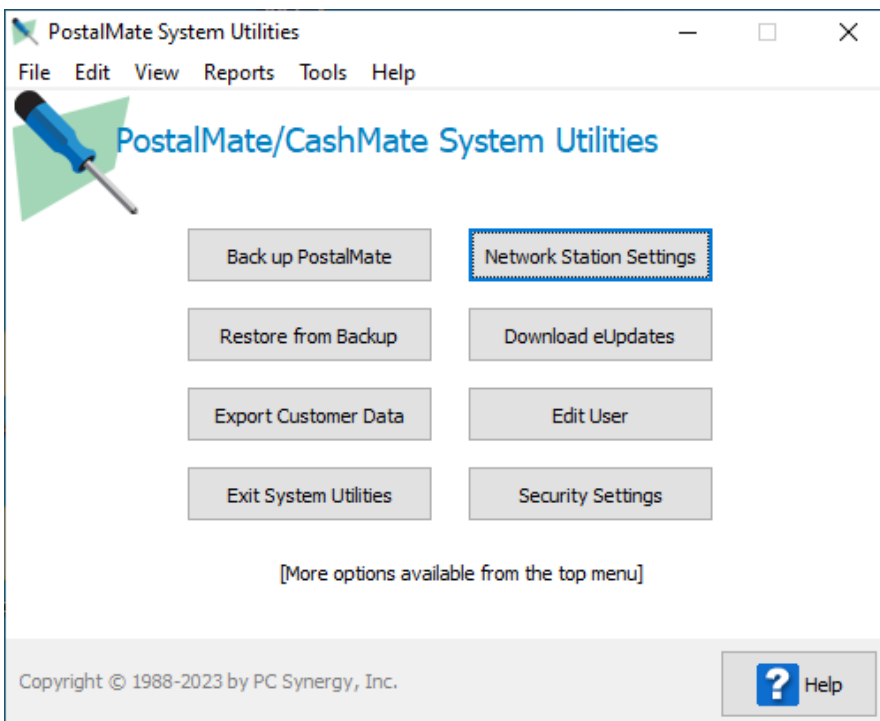 PostalMate System Utilities
File Edit View Reports Tools Help
PostalMate/CashMate System Utilities
Back up PostalMate Network Station Settings
Restore from Backup Download eUpdates
Export Customer Data Edit User
Exit System Utilities Security Settings
[More options available from the top menu]
Copyright © 1988-2023 by PC Synergy, Inc.
? Help